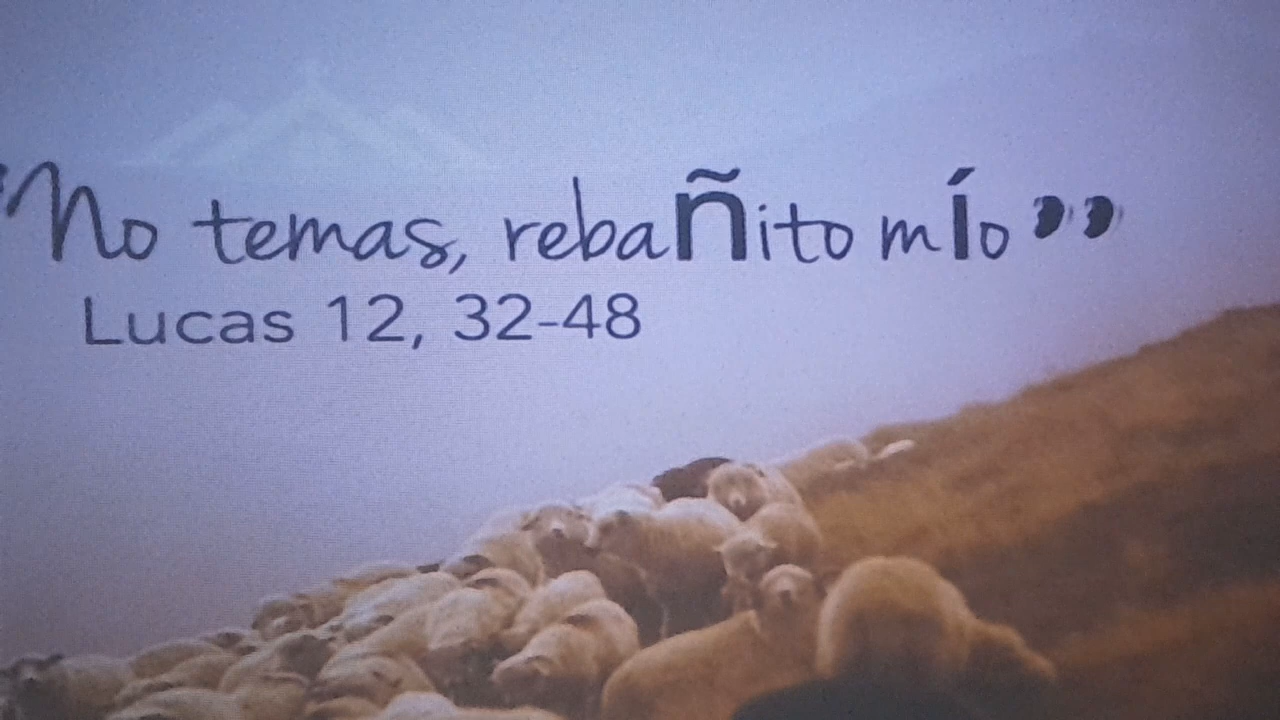 “No temas, rebañito mío”
Lucas 12, 32-48